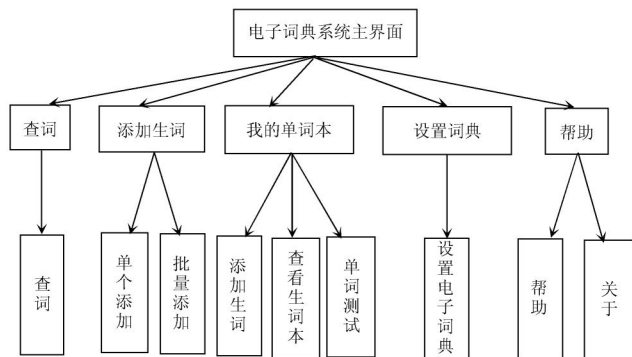 电子词典系统主界面
查词
添加生词
我的单词本
设置词典
帮助
查词
单个添加
批量添加
添加生词
查看生词本
单词测试
设置电子词典
帮助
关于